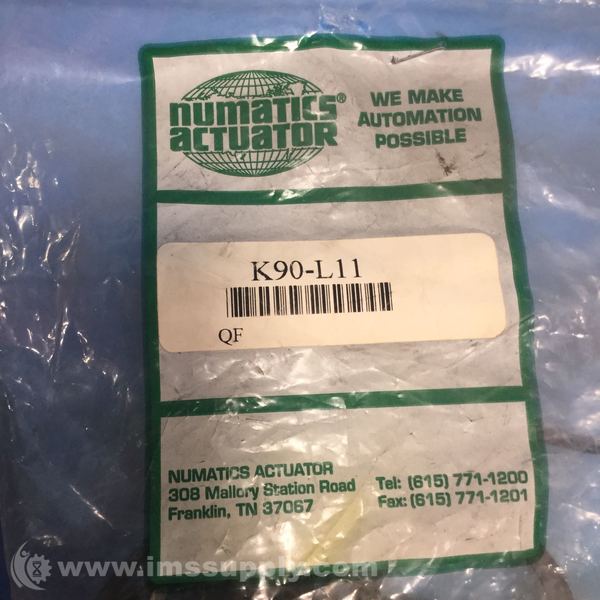 numatics®
actuator
WE MAKE
AUTOMATION
POSSIBLE
K90-L11
QF
NUMATICS ACTUATOR
308 Mallory Station Road
Franklin, TN 37067
Tel: (615) 771-1200
Fax: (615) 771-1201
www.imssupply.com